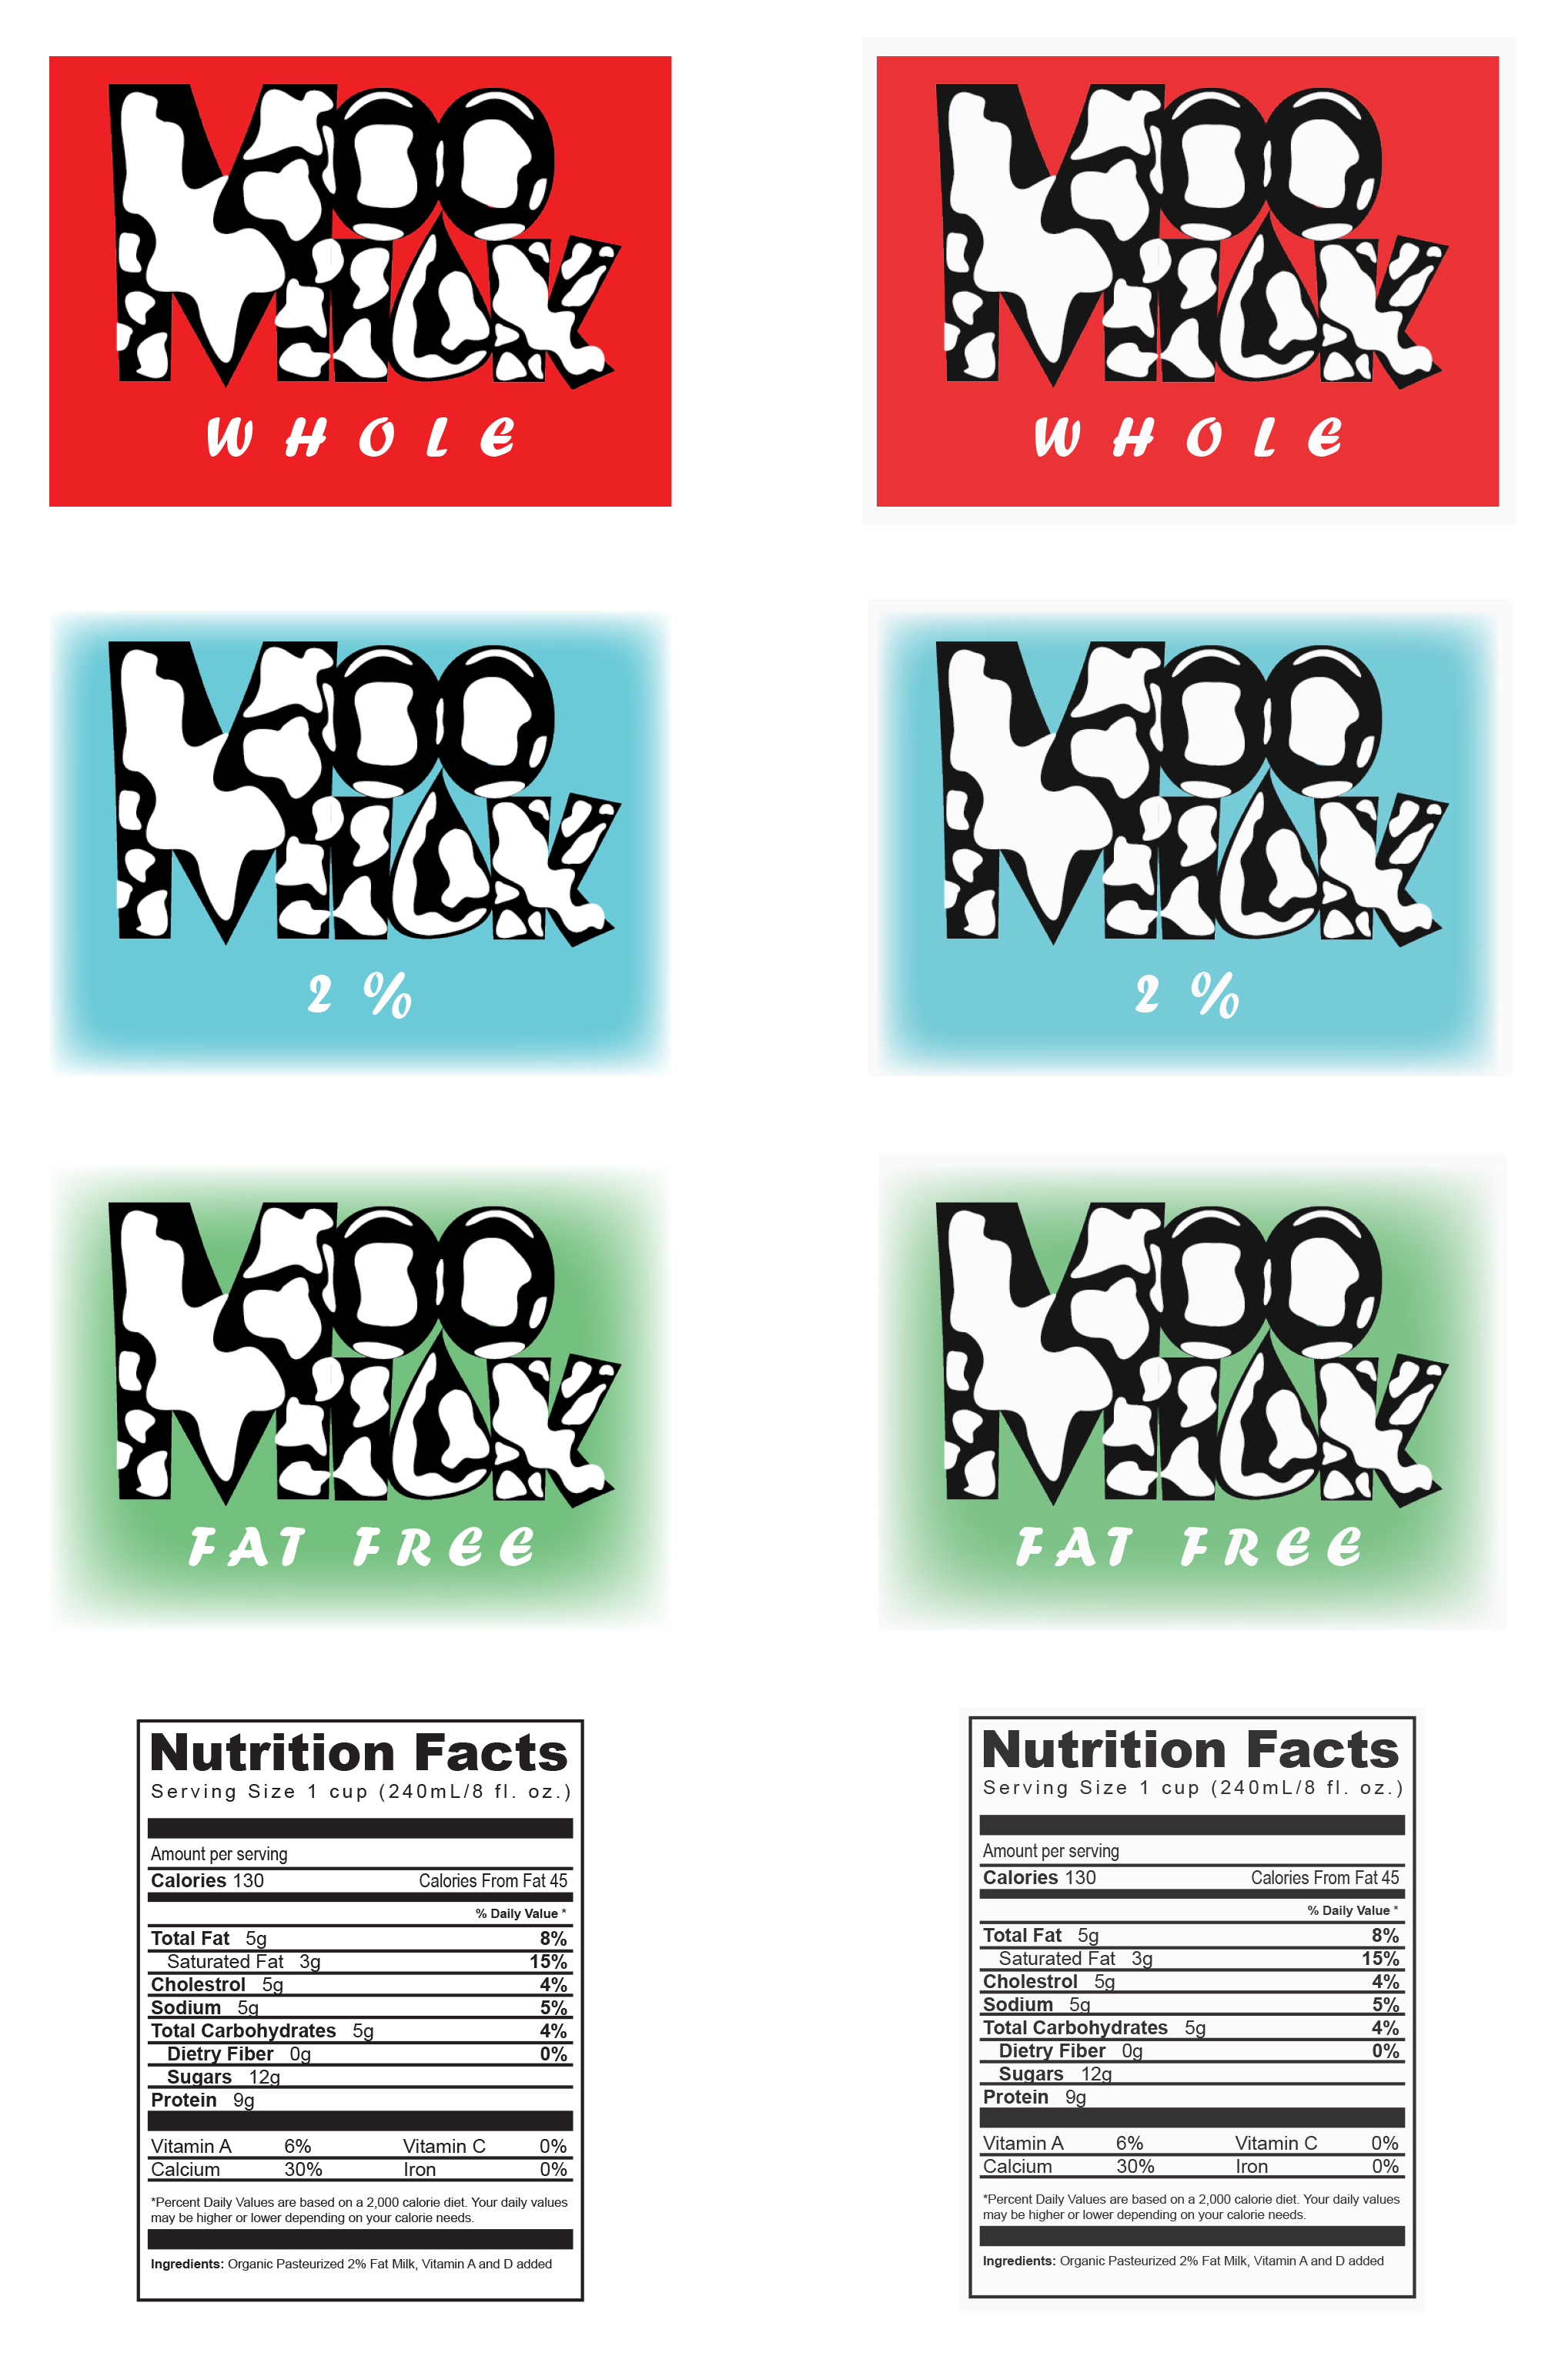 MOO
MiLK
WHOLE
MOO
MiLK
WHOLE
MOO
MiLK
2%
MOO
MiLK
2%
MOO
MiLK
FAT FREE
MOO
MiLK
FAT FREE
Nutrition Facts
Serving Size 1 cup (240mL/8 fl. oz.)
Amount per serving
Calories 130 Calories From Fat 45
% Daily Value *
Total Fat 5g 8%
Saturated Fat 3g 15%
Cholestrol 5g 4%
Sodium 5g 5%
Total Carbohydrates 5g 4%
Dietry Fiber 0g 0%
Sugars 12g
Protein 9g
Vitamin A 6% Vitamin C 0%
Calcium 30% Iron 0%
*Percent Daily Values are based on a 2,000 calorie diet. Your daily values
may be higher or lower depending on your calorie needs.
Ingredients: Organic Pasteurized 2% Fat Milk, Vitamin A and D added
Nutrition Facts
Serving Size 1 cup (240mL/8 fl. oz.)
Amount per serving
Calories 130 Calories From Fat 45
% Daily Value *
Total Fat 5g 8%
Saturated Fat 3g 15%
Cholestrol 5g 4%
Sodium 5g 5%
Total Carbohydrates 5g 4%
Dietry Fiber 0g 0%
Sugars 12g
Protein 9g
Vitamin A 6% Vitamin C 0%
Calcium 30% Iron 0%
*Percent Daily Values are based on a 2,000 calorie diet. Your daily values
may be higher or lower depending on your calorie needs.
Ingredients: Organic Pasteurized 2% Fat Milk, Vitamin A and D added